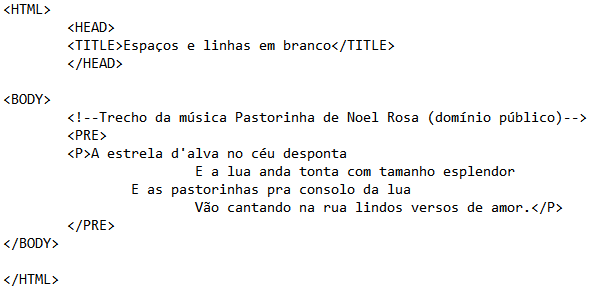 <HTML>
<HEAD>
<TITLE>Espaços e linhas em branco</TITLE>
</HEAD>
<BODY>
<!--Trecho da música Pastorinha de Noel Rosa (domínio público)-->
<PRE>
<P>A estrela d'alva no céu desponta
E a lua anda tonta com tamanho esplendor
E as pastorinhas pra consolo da lua
Vão cantando na rua lindos versos de amor.</P>
</PRE>
</BODY>
</HTML>